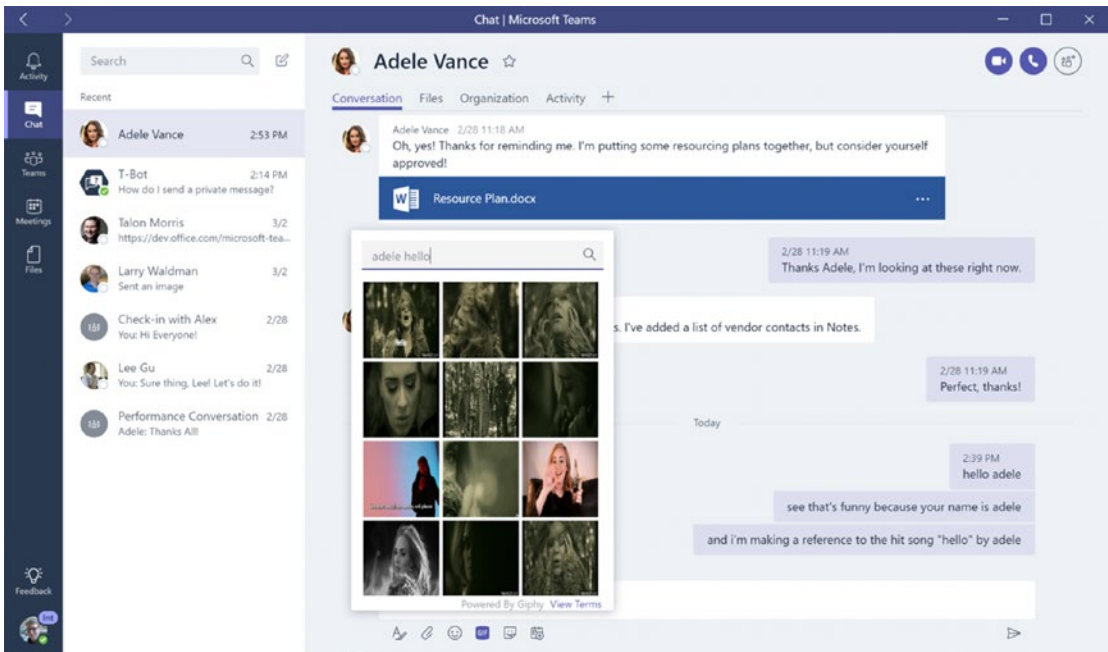 Chat | Microsoft Teams
Activity
Chat
Teams
Meetings
Files
Feedback
Int
Search
Recent
Adele Vance 2:53 PM
T-Bot 2:14 PM
How do I send a private message?
Talon Morris 3/2
https://dev.office.com/microsoft-tea...
Larry Waldman 3/2
Sent an image
Check-in with Alex 2/28
You: Hi Everyone!
Lee Gu 2/28
You: Sure thing, Lee! Let's do it!
Performance Conversation 2/28
Adele: Thanks All!
Adele Vance
Conversation Files Organization Activity
Adele Vance 2/28 11:18 AM
Oh, yes! Thanks for reminding me. I'm putting some resourcing plans together, but consider yourself
approved!
Resource Plan.docx
2/28 11:19 AM
Thanks Adele, I'm looking at these right now.
s. I've added a list of vendor contacts in Notes.
2/28 11:19 AM
Perfect, thanks!
Today
2:39 PM
hello adele
see that's funny because your name is adele
and i'm making a reference to the hit song "hello" by adele
adele hello
Hello
Powered By Giphy View Terms
GIF